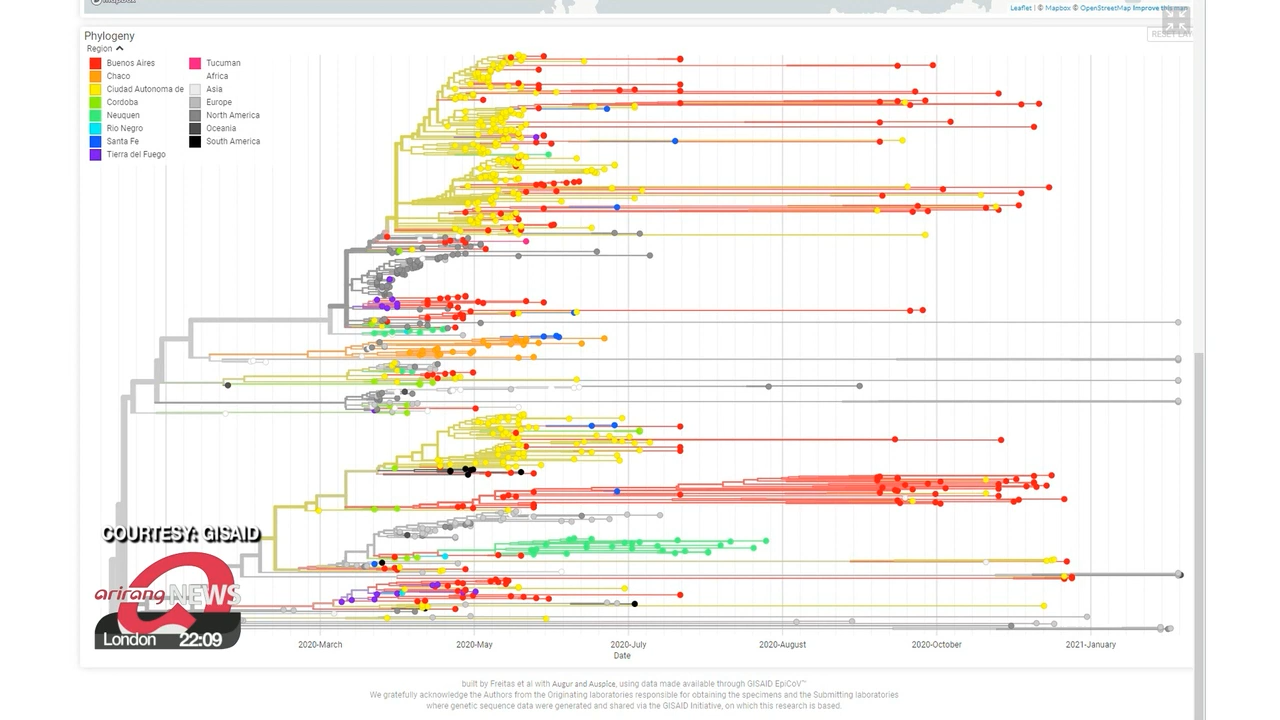 mapbox
Leaflet | © Mapbox © OpenStreetMap Improve this map
Phylogeny
RESET LAY
Region
Buenos Aires
Chaco
Ciudad Autonoma de
Cordoba
Neuquen
Rio Negro
Santa Fe
Tierra del Fuego
Tucuman
Africa
Asia
Europe
North America
Oceania
South America
COURTESY: GISAID
arirang NEWS
London 22:09
2020-March
2020-May
2020-July
2020-August
2020-October
2021-January
Date
built by Freitas et al with Augur and Auspice, using data made available through GISAID EpiCoV™
We gratefully acknowledge the Authors from the Originating laboratories responsible for obtaining the specimens and the Submitting laboratories
where genetic sequence data were generated and shared via the GISAID Initiative, on which this research is based.